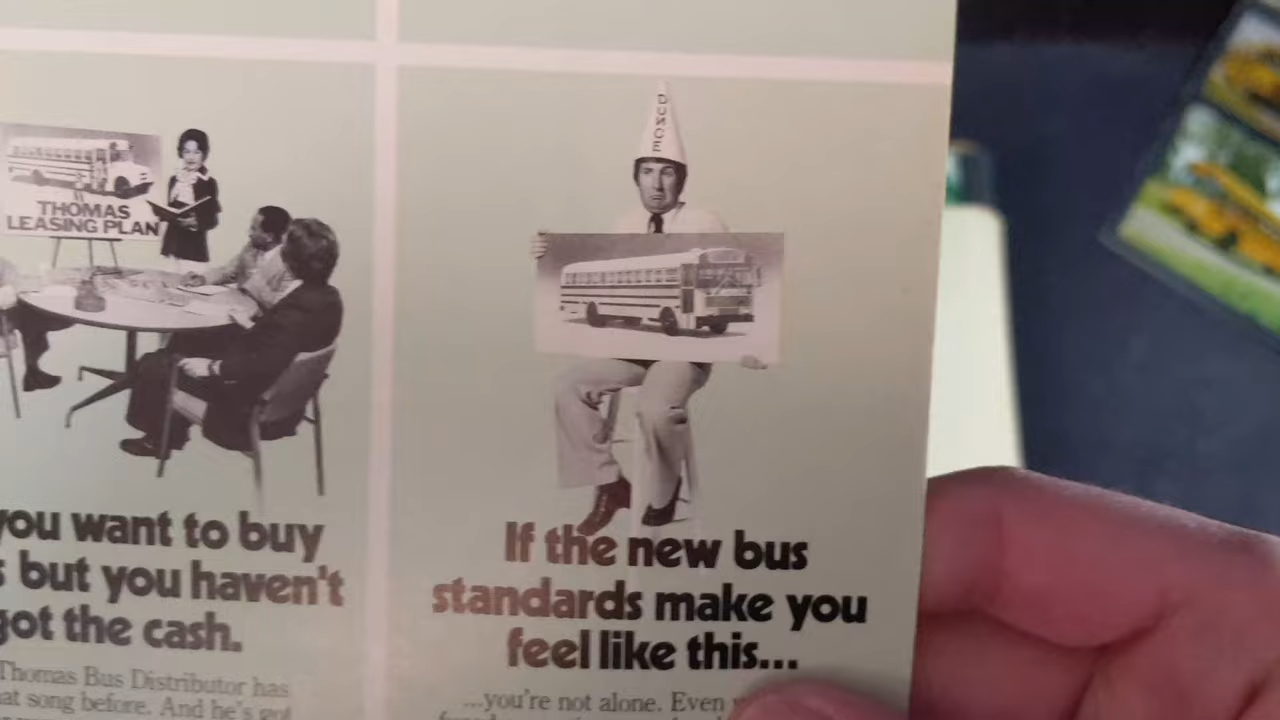 THOMAS
LEASING PLAN
you want to buy
but you haven't
got the cash.
Thomas Bus Distributor has
at song before. And he's got
DUNCE
If the new bus
standards make you
feel like this...
...you're not alone. Even